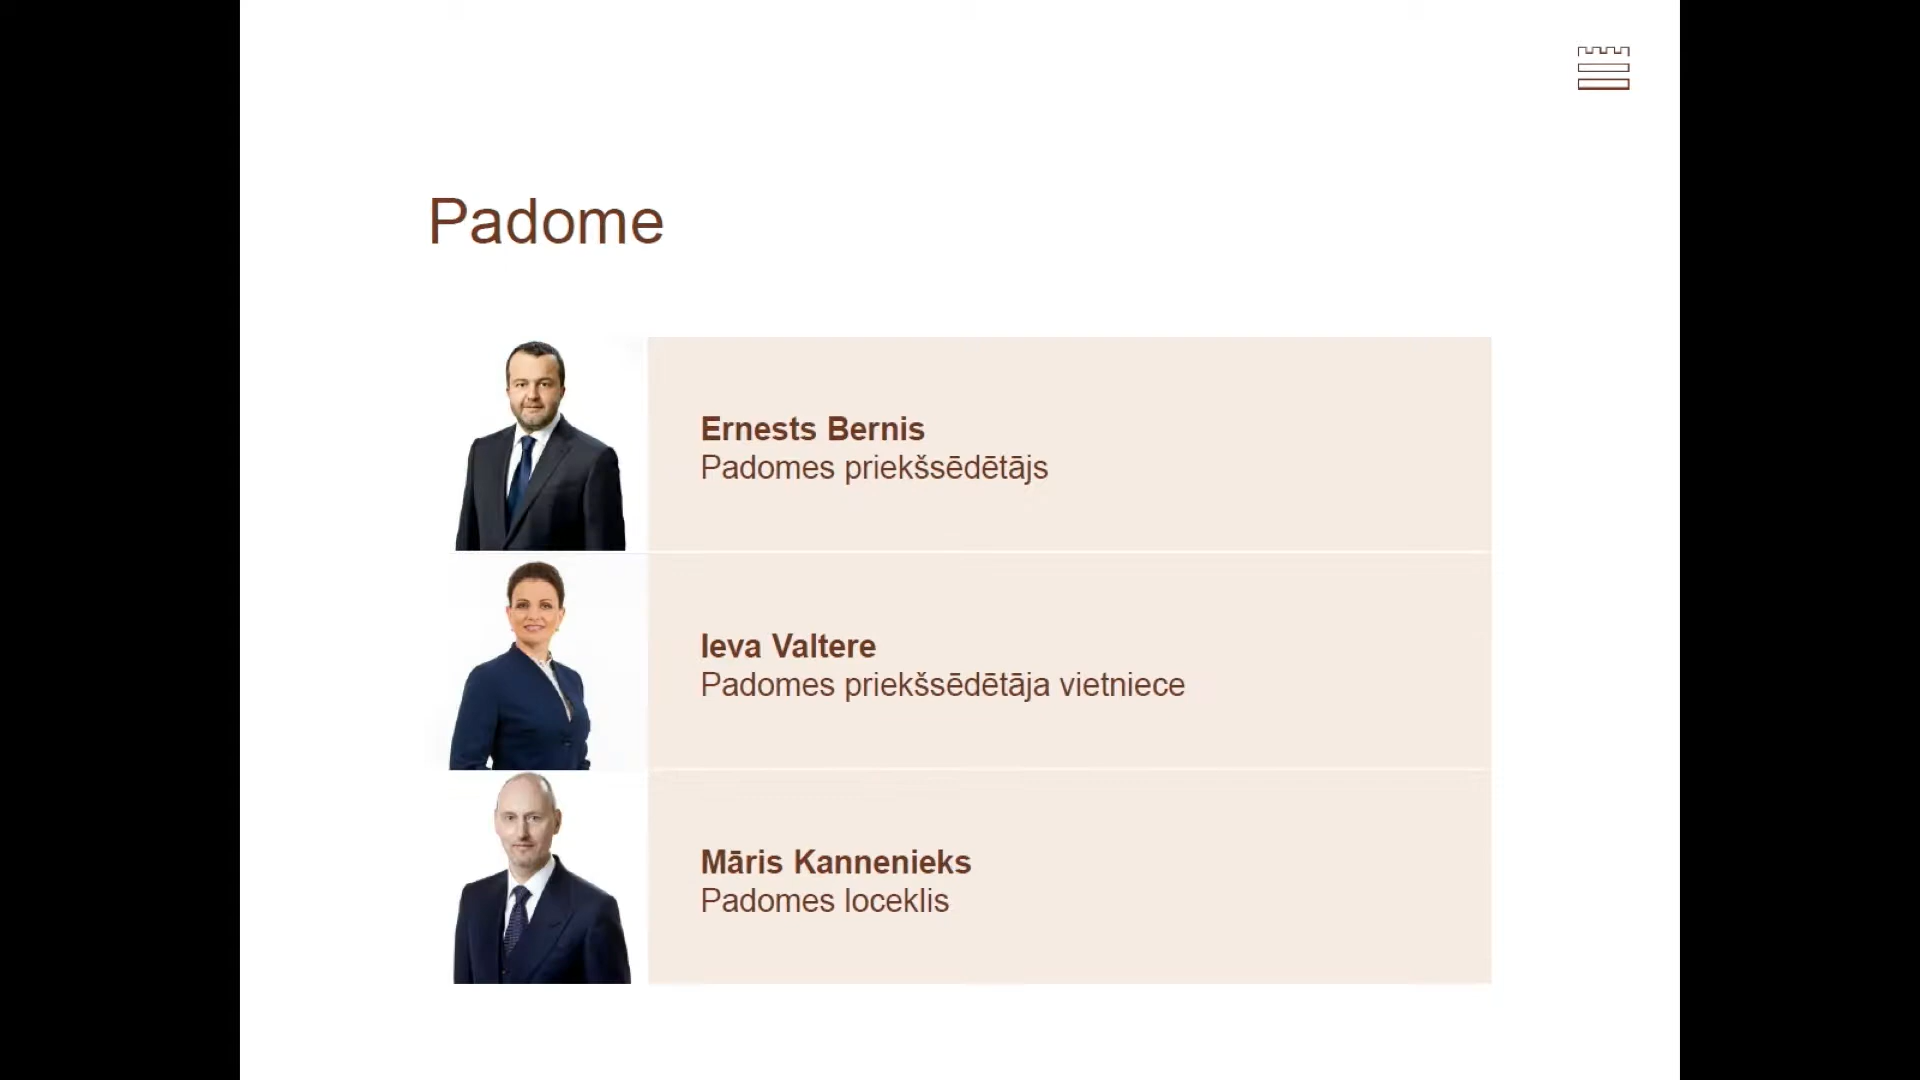 Padome
Ernests Bernis
Padomes priekšsēdētājs
Ieva Valtere
Padomes priekšsēdētāja vietniece
Māris Kannenieks
Padomes loceklis